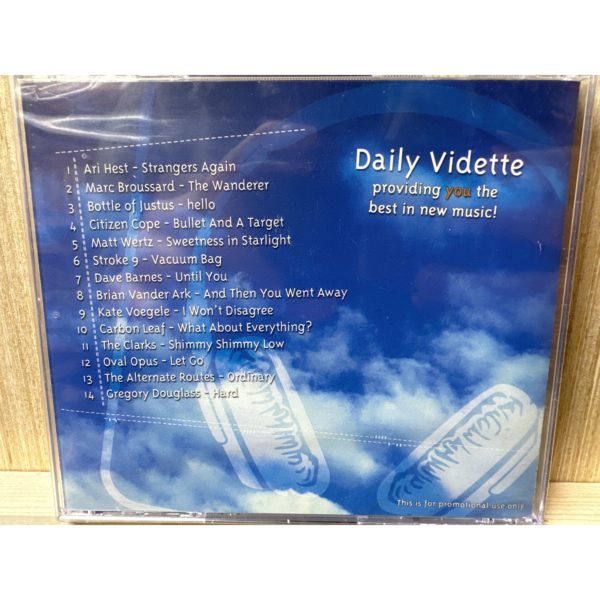 Daily Vidette
providing you the
best in new music!
1 Ari Hest - Strangers Again
2 Marc Broussard - The Wanderer
3 Bottle of Justus - hello
4 Citizen Cope - Bullet And A Target
5 Matt Wertz - Sweetness in Starlight
6 Stroke 9 - Vacuum Bag
7 Dave Barnes - Until You
8 Brian Vander Ark - And Then You Went Away
9 Kate Voegele - I Won't Disagree
10 Carbon Leaf - What About Everything?
11 The Clarks - Shimmy Shimmy Low
12 Oval Opus - Let Go
13 The Alternate Routes - Ordinary
14 Gregory Douglass - Hard
This is for promotional use only